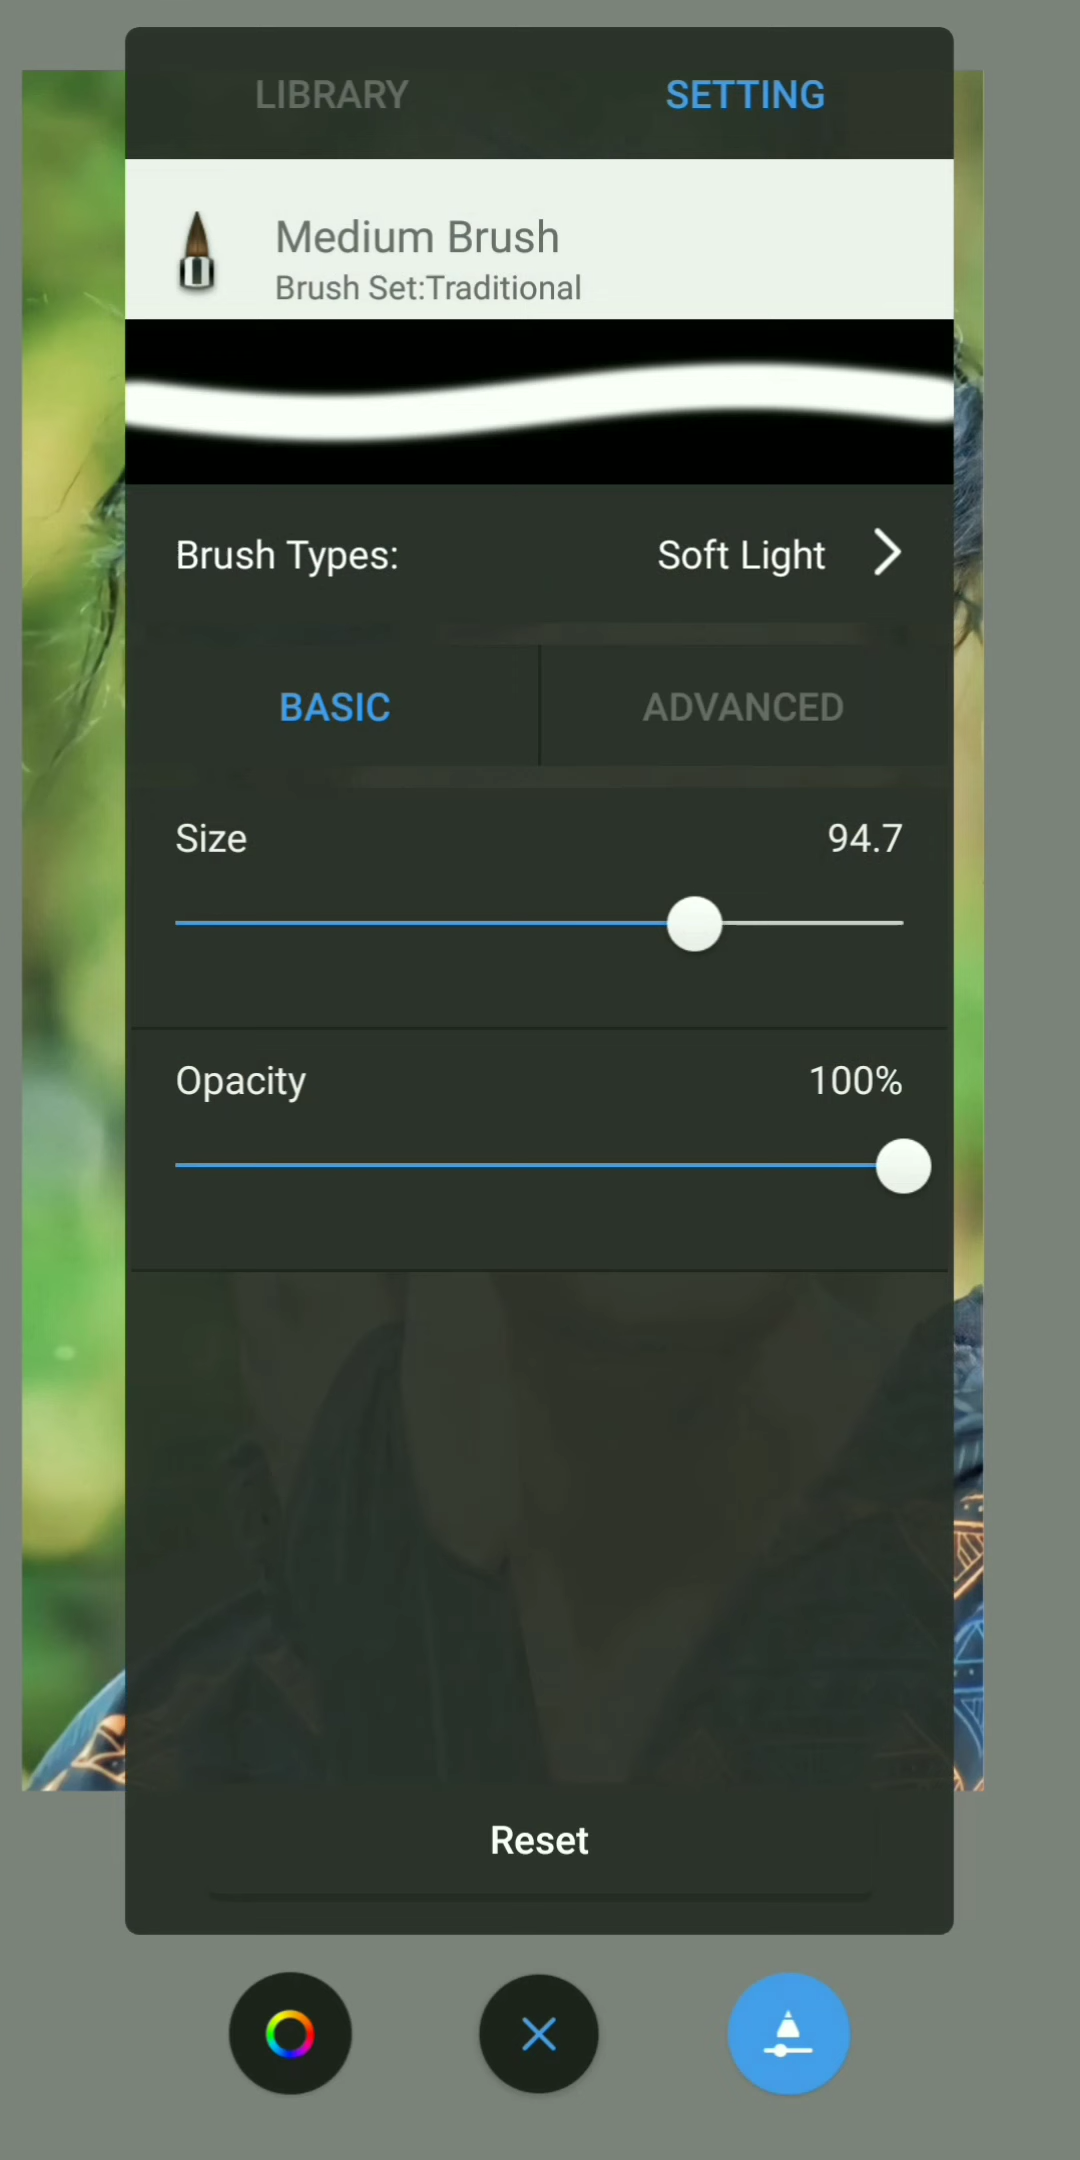 LIBRARY SETTING
Medium Brush
Brush Set:Traditional
Brush Types: Soft Light
BASIC ADVANCED
Size 94.7
Opacity 100%
Reset